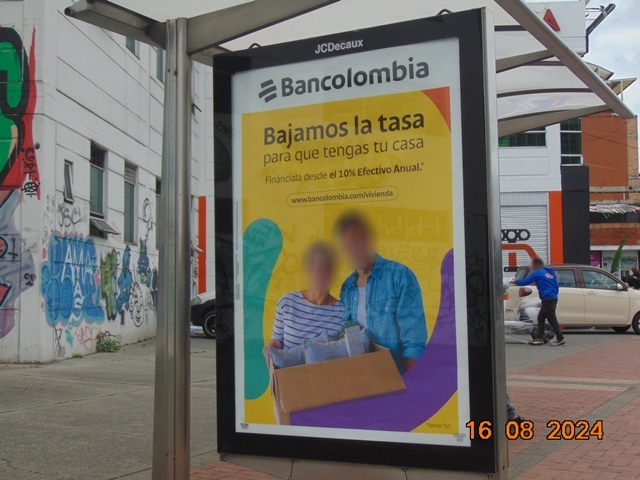 JCDecaux
Bancolombia
Bajamos la tasa
para que tengas tu casa
Fináncíala desde el 10% Efectivo Anual.*
www.bancolombia.com/vivienda
16 08 2024